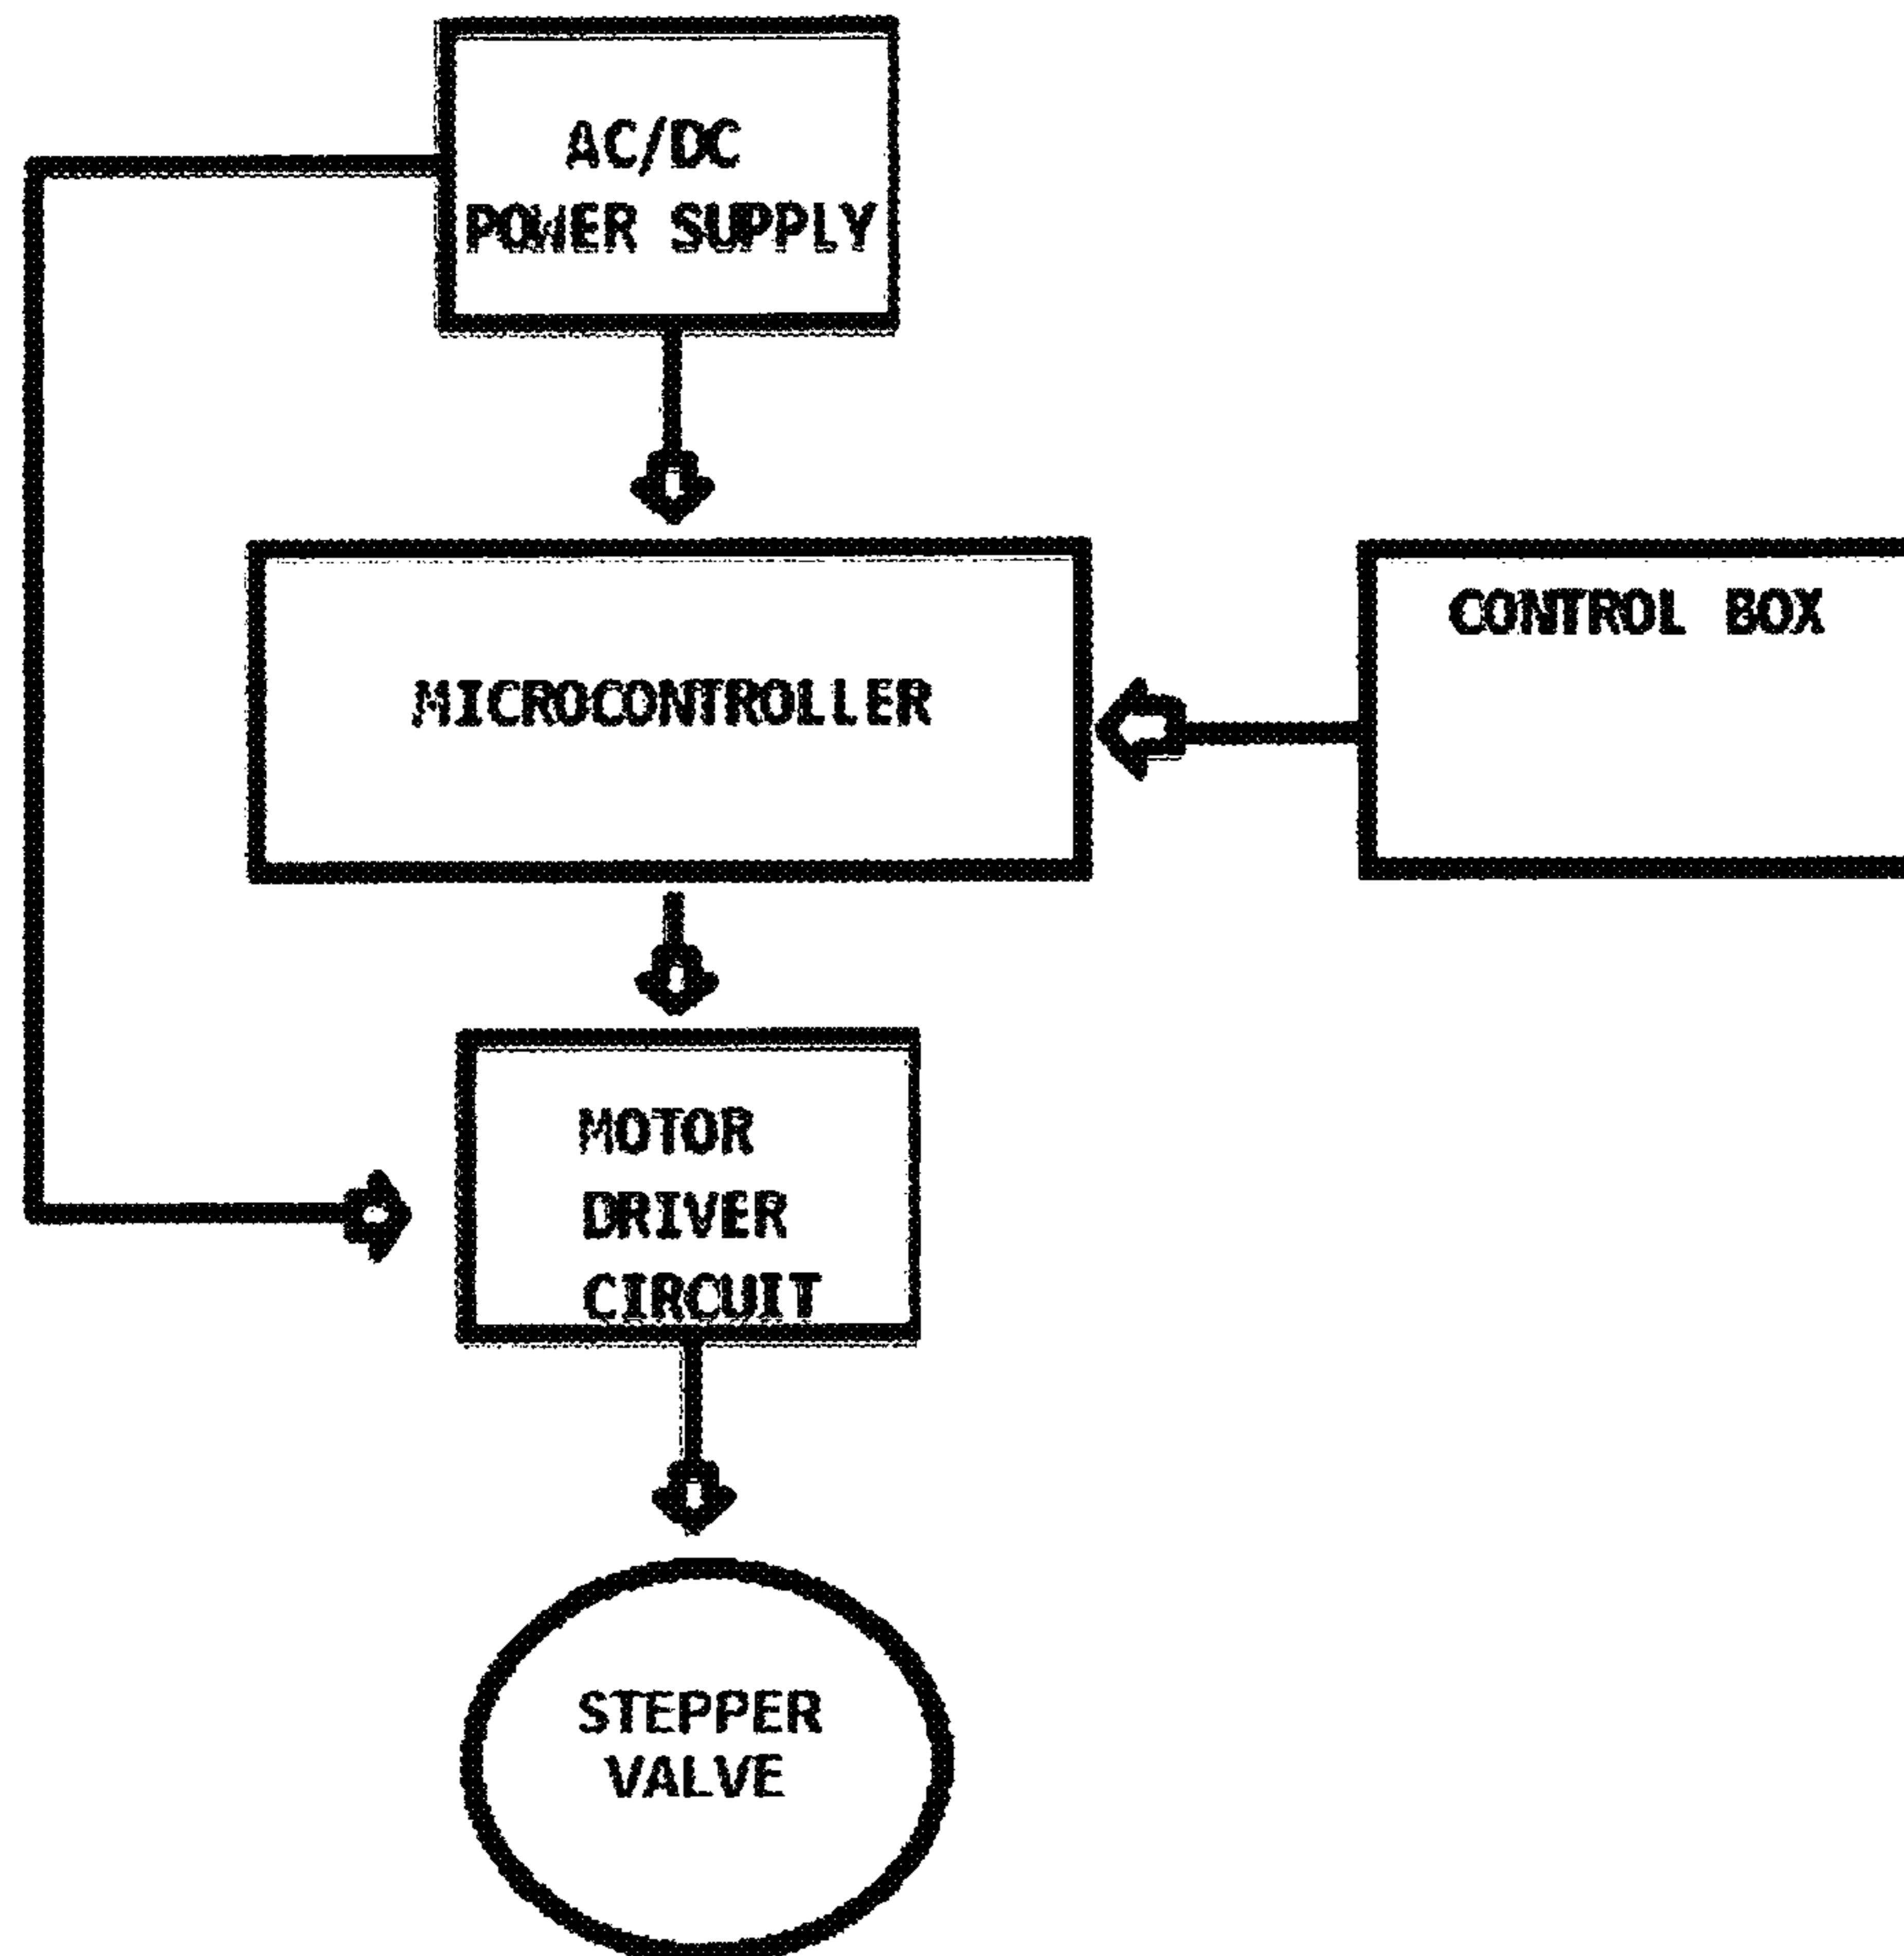 AC/DC
POWER SUPPLY
MICROCONTROLLER
CONTROL BOX
MOTOR
DRIVER
CIRCUIT
STEPPER
VALVE